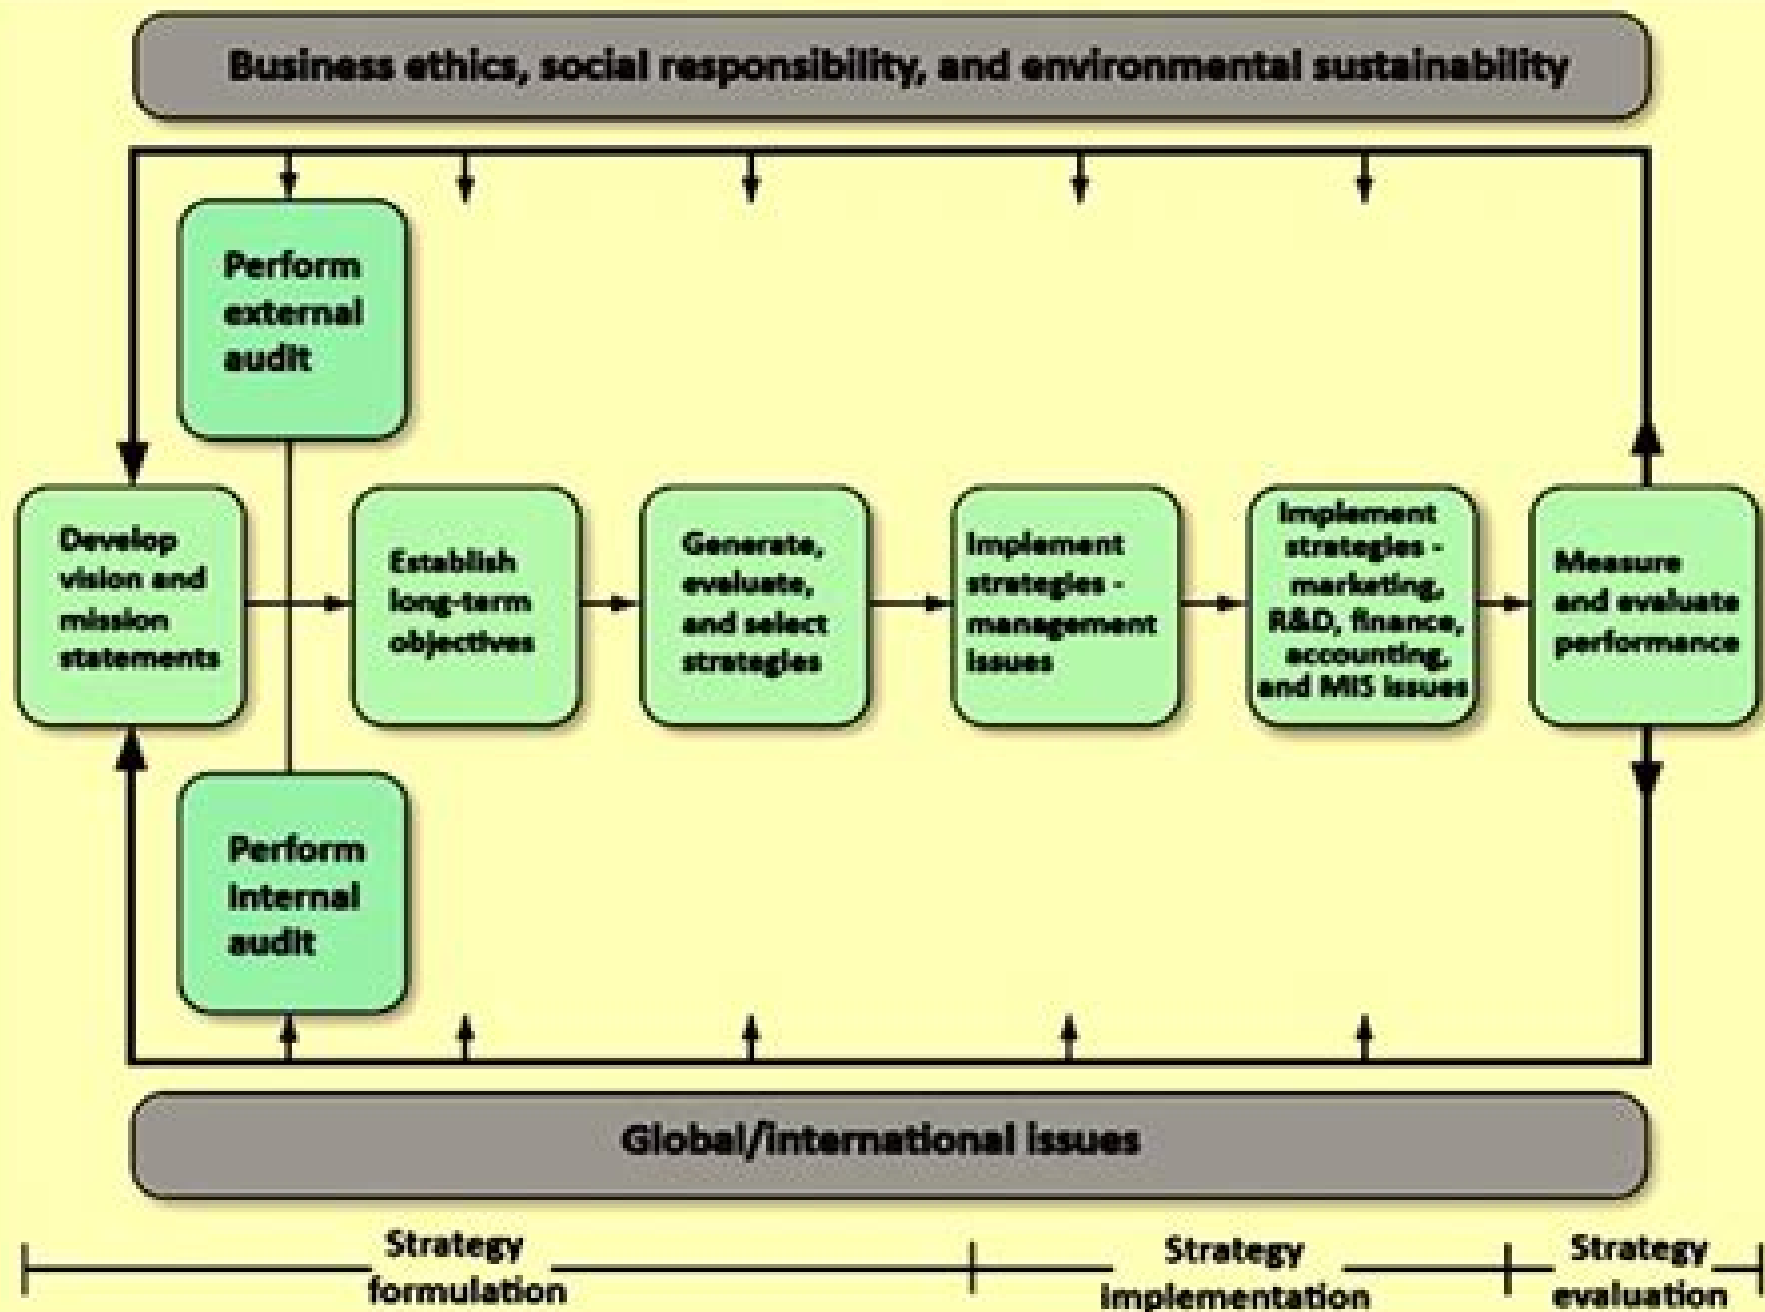 Business ethics, social responsibility, and environmental sustainability
Perform
external
audit
Develop
vision and
mission
statements
Establish
long-term
objectives
Generate,
evaluate,
and select
strategies
Implement
strategies -
management
issues
Implement
strategies -
marketing,
R&D, finance,
accounting,
and MIS issues
Measure
and evaluate
performance
Perform
internal
audit
Global/international issues
Strategy
formulation
Strategy
implementation
Strategy
evaluation